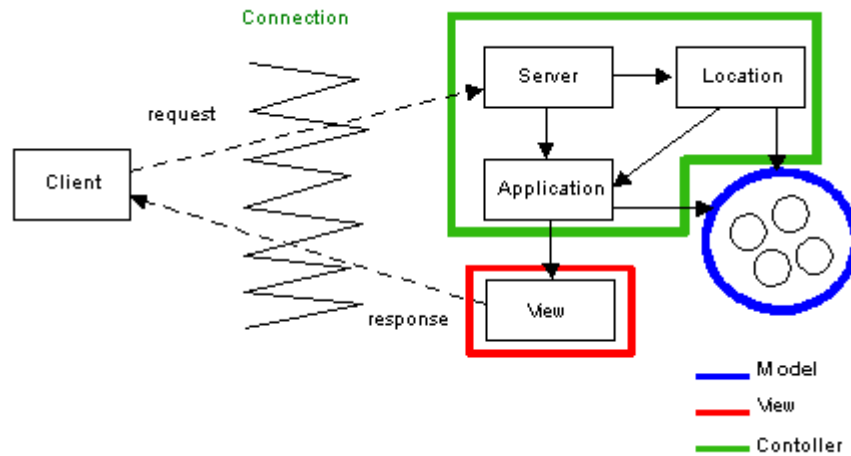 Connection
Server
Location
request
Client
Application
View
response
Model
View
Contoller